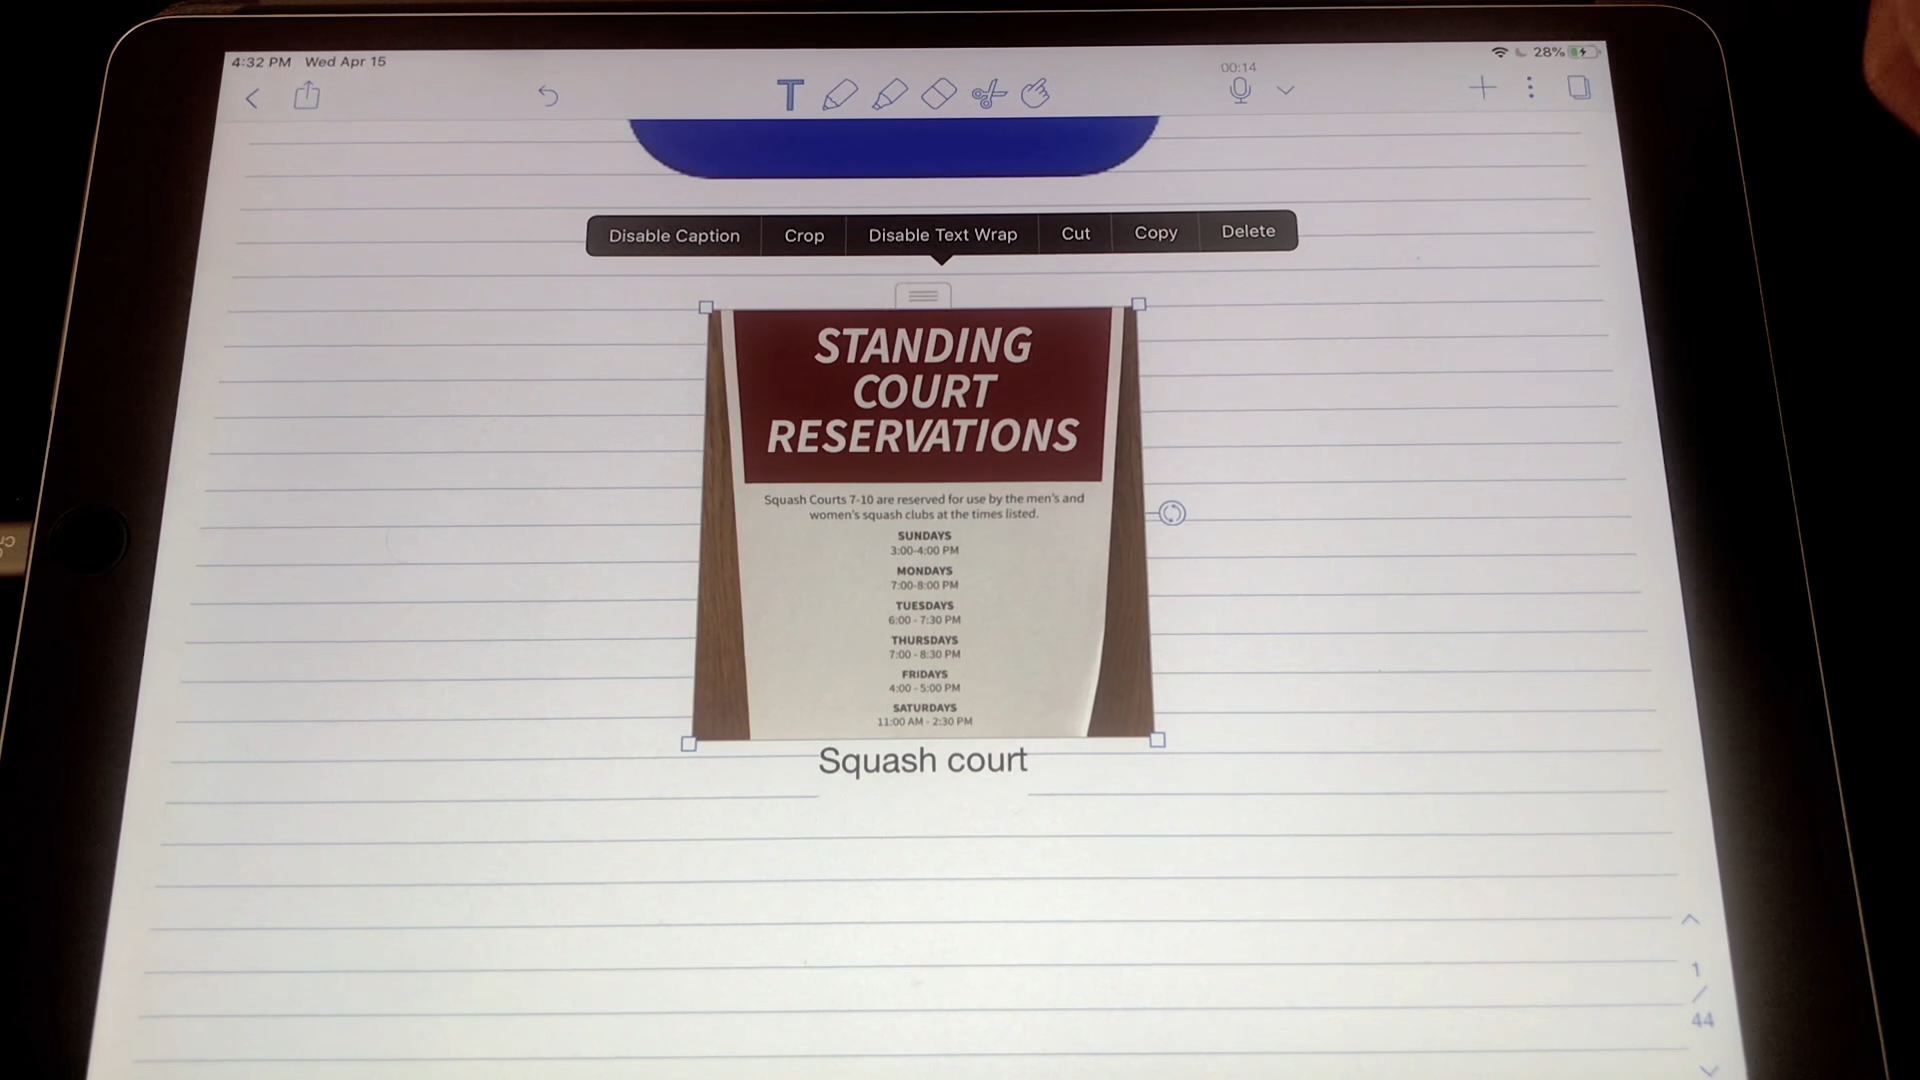 4:32 PM Wed Apr 15
28%
00:14
T
Disable Caption Crop Disable Text Wrap Cut Copy Delete
STANDING
COURT
RESERVATIONS
Squash Courts 7-10 are reserved for use by the men's and
women's squash clubs at the times listed.
SUNDAYS
3:00-4:00 PM
MONDAYS
7:00-8:00 PM
TUESDAYS
6:00 - 7:30 PM
THURSDAYS
7:00 - 8:30 PM
FRIDAYS
4:00 - 5:00 PM
SATURDAYS
11:00 AM - 2:30 PM
Squash court
1
/
44